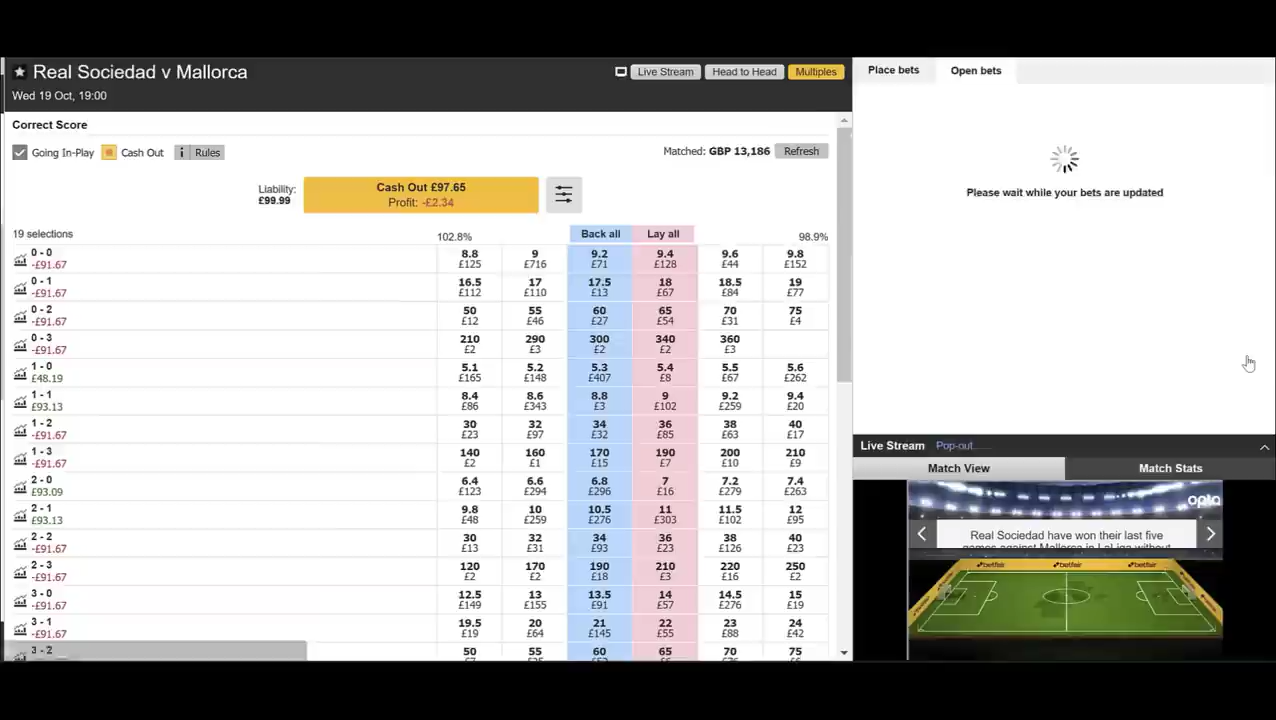 Real Sociedad v Mallorca
Live Stream Head to Head Multiples
Wed 19 Oct, 19:00
Correct Score
Going In-Play Cash Out i Rules
Matched: GBP 13,186 Refresh
Liability:
£99.99
Cash Out £97.65
Profit: -£2.34
19 selections 102.8% Back all Lay all 98.9%
0 - 0 8.8 9 9.2 9.4 9.6 9.8
-£91.67 £125 £716 £71 £128 £44 £152
0 - 1 16.5 17 17.5 18 18.5 19
-£91.67 £112 £110 £13 £67 £84 £77
0 - 2 50 55 60 65 70 75
-£91.67 £12 £46 £27 £54 £31 £4
0 - 3 210 290 300 340 360
-£91.67 £2 £3 £2 £2 £3
1 - 0 5.1 5.2 5.3 5.4 5.5 5.6
£48.19 £165 £148 £407 £8 £67 £262
1 - 1 8.4 8.6 8.8 9 9.2 9.4
£93.13 £86 £343 £3 £102 £259 £20
1 - 2 30 32 34 36 38 40
-£91.67 £23 £97 £32 £85 £63 £17
1 - 3 140 160 170 190 200 210
-£91.67 £2 £1 £15 £7 £10 £9
2 - 0 6.4 6.6 6.8 7 7.2 7.4
£93.09 £123 £294 £296 £16 £279 £263
2 - 1 9.8 10 10.5 11 11.5 12
£93.13 £48 £259 £276 £303 £102 £95
2 - 2 30 32 34 36 38 40
-£91.67 £13 £31 £93 £23 £126 £23
2 - 3 120 170 190 210 220 250
-£91.67 £2 £2 £18 £3 £16 £2
3 - 0 12.5 13 13.5 14 14.5 15
-£91.67 £149 £155 £91 £57 £276 £19
3 - 1 19.5 20 21 22 23 24
-£91.67 £19 £64 £145 £55 £88 £42
3 - 2 50 55 60 65 70 75
Place bets Open bets
Please wait while your bets are updated
Live Stream Pop-out
Match View Match Stats
opta
Real Sociedad have won their last five
games against Mallorca in LaLiga without
betfair betfair betfair